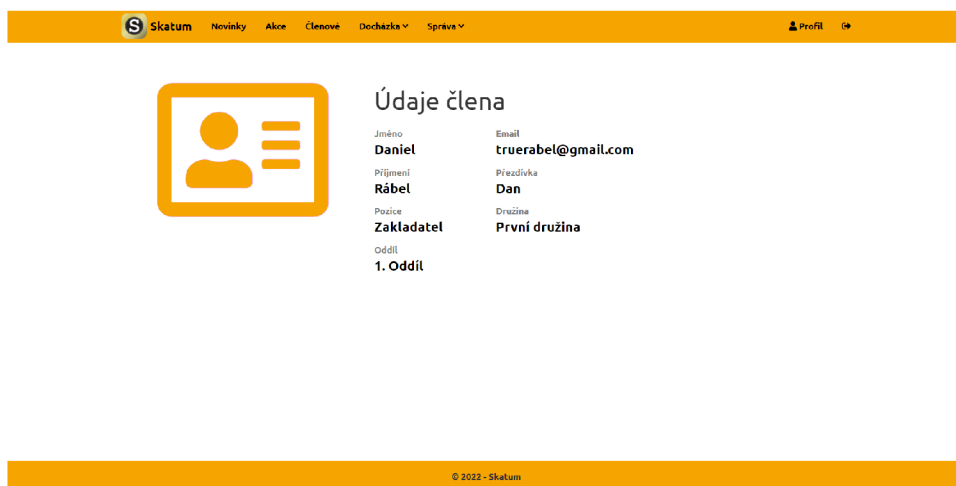 S Skatum Novinky Akce Členové Docházka Správa Profil
Údaje člena
Jméno Email
Daniel truerabel@gmail.com
Příjmení Přezdívka
Rábel Dan
Pozice Družina
Zakladatel První družina
Oddíl
1. Oddíl
© 2022 - Skatum